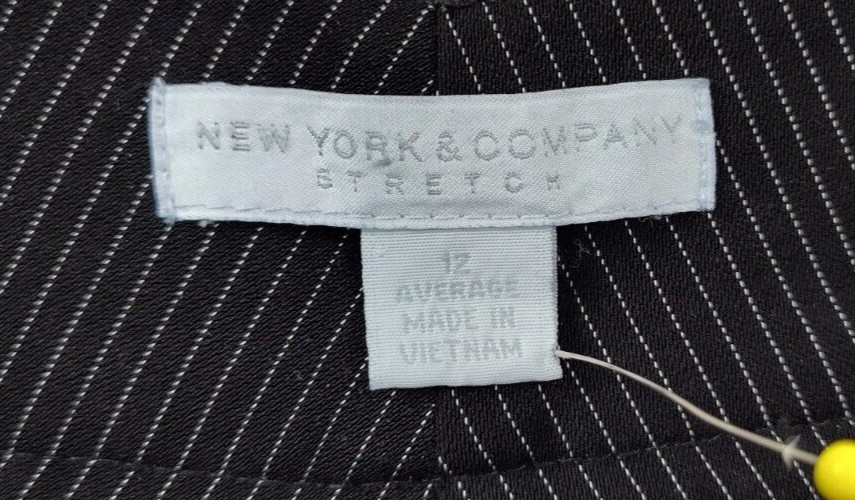 NEW YORK & COMPANY
STRETCH
12
AVERAGE
MADE IN
VIETNAM